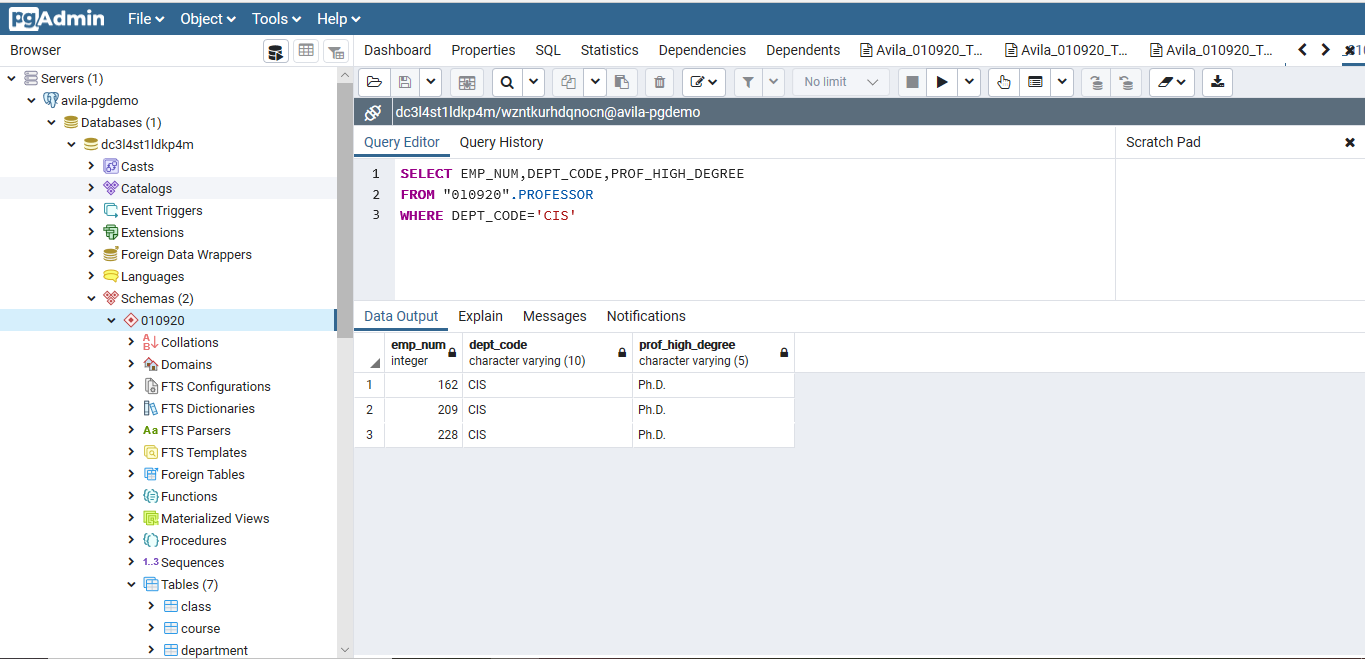 pgAdmin File Object Tools Help
Browser
Dashboard Properties SQL Statistics Dependencies Dependents Avila_010920_T... Avila_010920_T... Avila_010920_T...
Servers (1)
avila-pgdemo
Databases (1)
dc3l4st1ldkp4m
Casts
Catalogs
Event Triggers
Extensions
Foreign Data Wrappers
Languages
Schemas (2)
010920
Collations
Domains
FTS Configurations
FTS Dictionaries
Aa FTS Parsers
FTS Templates
Foreign Tables
Functions
Materialized Views
Procedures
1..3 Sequences
Tables (7)
class
course
department
No limit
dc3l4st1ldkp4m/wzntkurhdqnocn@avila-pgdemo
Query Editor Query History
1 SELECT EMP_NUM,DEPT_CODE,PROF_HIGH_DEGREE
2 FROM "010920".PROFESSOR
3 WHERE DEPT_CODE='CIS'
Scratch Pad
Data Output Explain Messages Notifications
emp_num dept_code prof_high_degree
integer character varying (10) character varying (5)
1 162 CIS Ph.D.
2 209 CIS Ph.D.
3 228 CIS Ph.D.